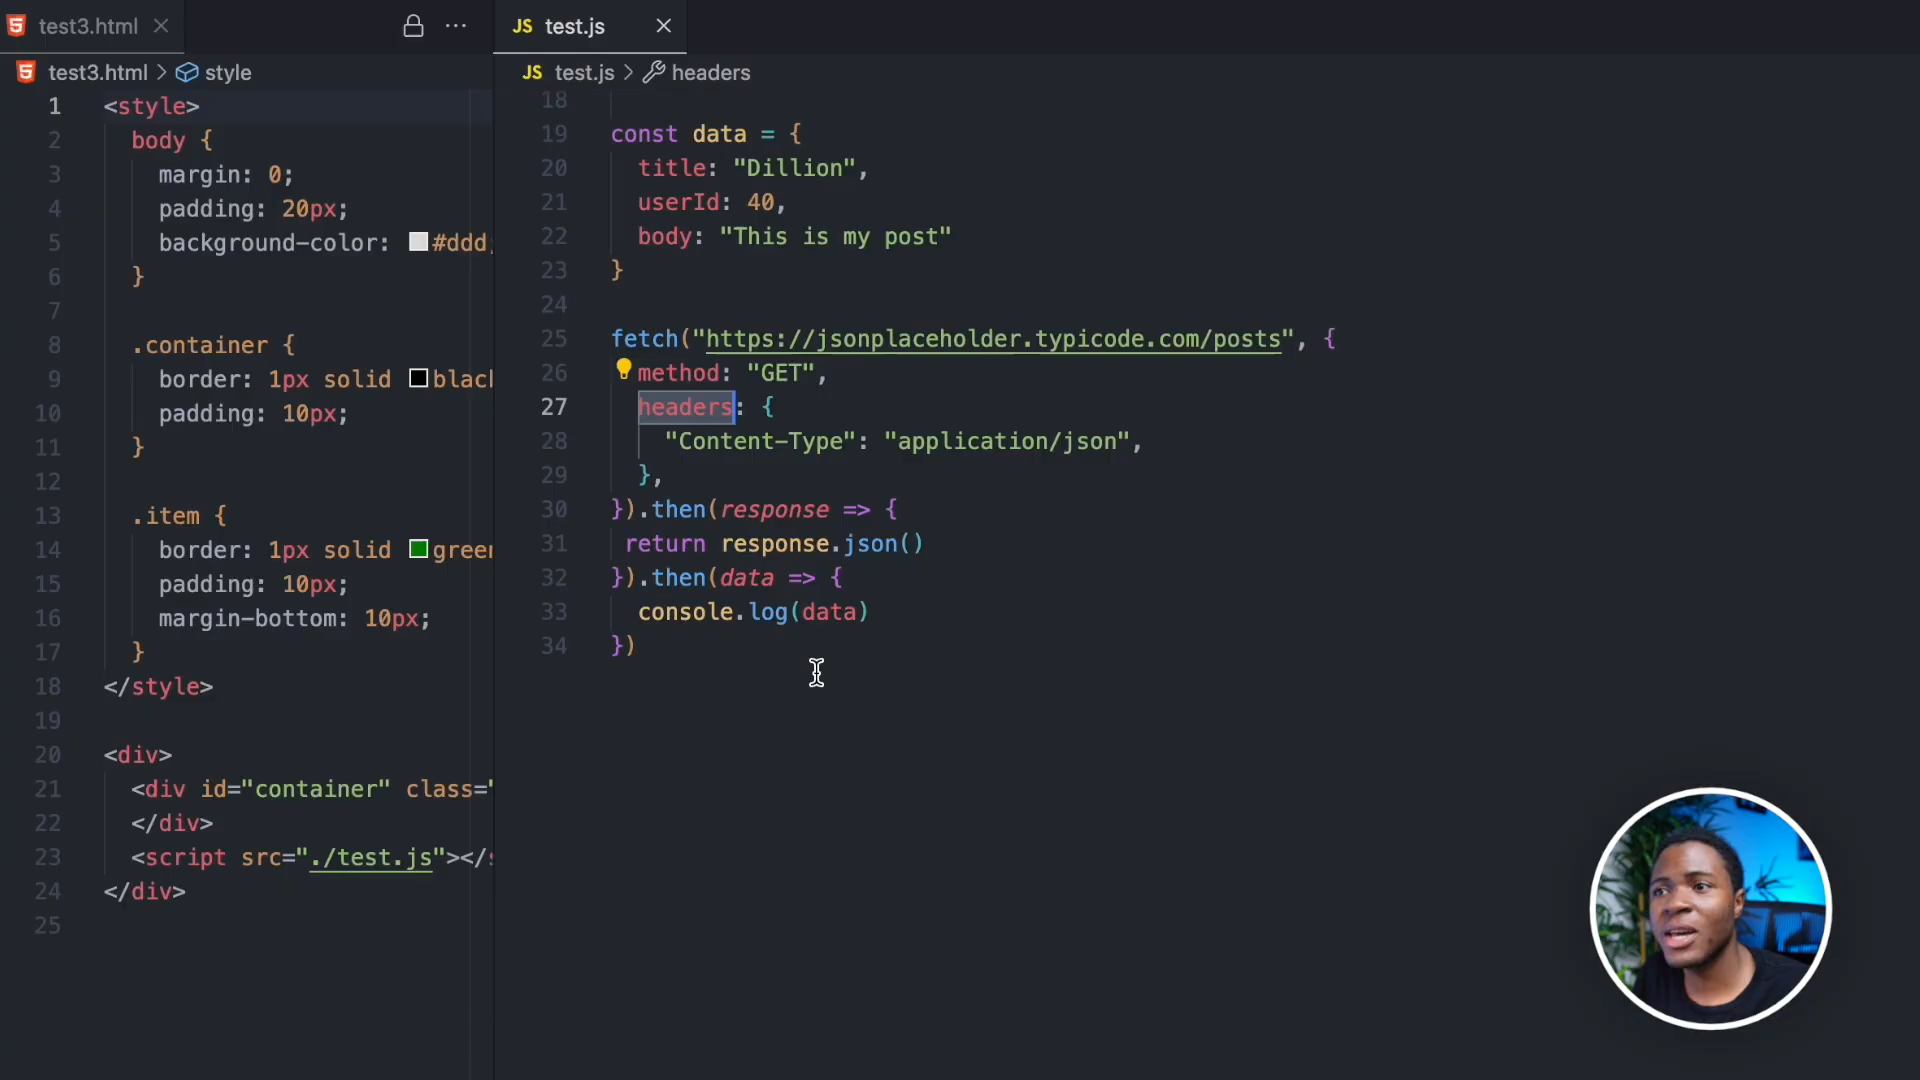 test3.html
test3.html > style
1 <style>
2 body {
3 margin: 0;
4 padding: 20px;
5 background-color: #ddd;
6 }
7
8 .container {
9 border: 1px solid black
10 padding: 10px;
11 }
12
13 .item {
14 border: 1px solid green
15 padding: 10px;
16 margin-bottom: 10px;
17 }
18 </style>
19
20 <div>
21 <div id="container" class="
22 </div>
23 <script src="./test.js"></s
24 </div>
25
JS test.js
JS test.js > headers
18
19 const data = {
20 title: "Dillion",
21 userId: 40,
22 body: "This is my post"
23 }
24
25 fetch("https://jsonplaceholder.typicode.com/posts", {
26 method: "GET",
27 headers: {
28 "Content-Type": "application/json",
29 },
30 }).then(response => {
31 return response.json()
32 }).then(data => {
33 console.log(data)
34 })